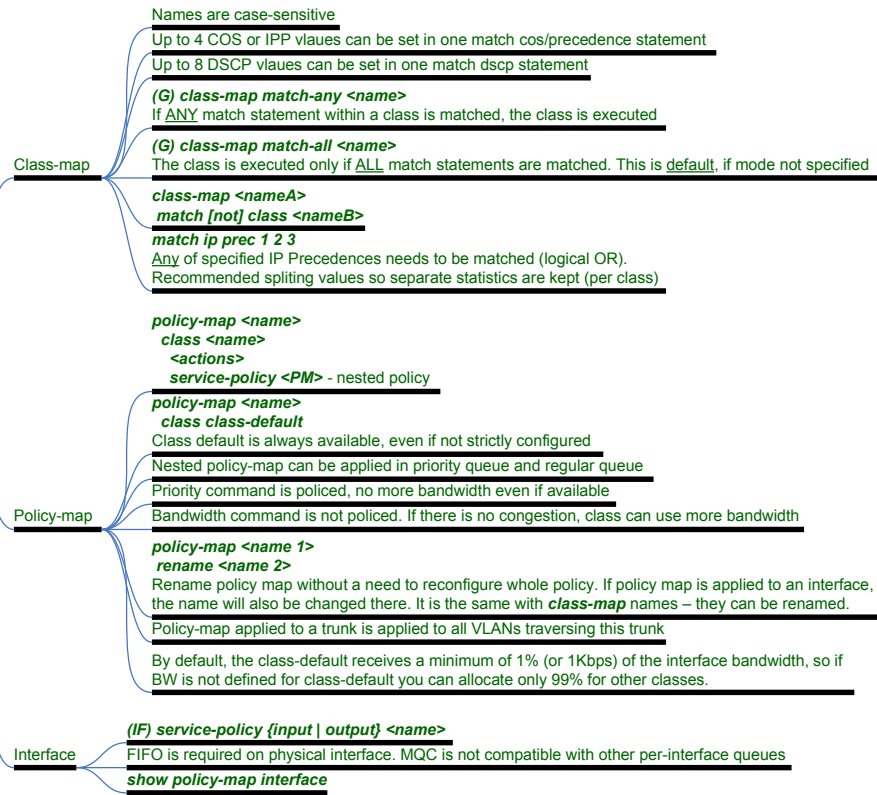 Names are case-sensitive
Up to 4 COS or IPP vlaues can be set in one match cos/precedence statement
Up to 8 DSCP vlaues can be set in one match dscp statement
(G) class-map match-any <name>
If ANY match statement within a class is matched, the class is executed
(G) class-map match-all <name>
Class-map
The class is executed only if ALL match statements are matched. This is default, if mode not specified
class-map <nameA>
match [not] class <nameB>
match ip prec 1 2 3
Any of specified IP Precedences needs to be matched (logical OR).
Recommended spliting values so separate statistics are kept (per class)
policy-map <name>
class <name>
<actions>
service-policy <PM> - nested policy
policy-map <name>
class class-default
Class default is always available, even if not strictly configured
Nested policy-map can be applied in priority queue and regular queue
Priority command is policed, no more bandwidth even if available
Policy-map
Bandwidth command is not policed. If there is no congestion, class can use more bandwidth
policy-map <name 1>
rename <name 2>
Rename policy map without a need to reconfigure whole policy. If policy map is applied to an interface,
the name will also be changed there. It is the same with class-map names – they can be renamed.
Policy-map applied to a trunk is applied to all VLANs traversing this trunk
By default, the class-default receives a minimum of 1% (or 1Kbps) of the interface bandwidth, so if
BW is not defined for class-default you can allocate only 99% for other classes.
(IF) service-policy {input | output} <name>
Interface
FIFO is required on physical interface. MQC is not compatible with other per-interface queues
show policy-map interface